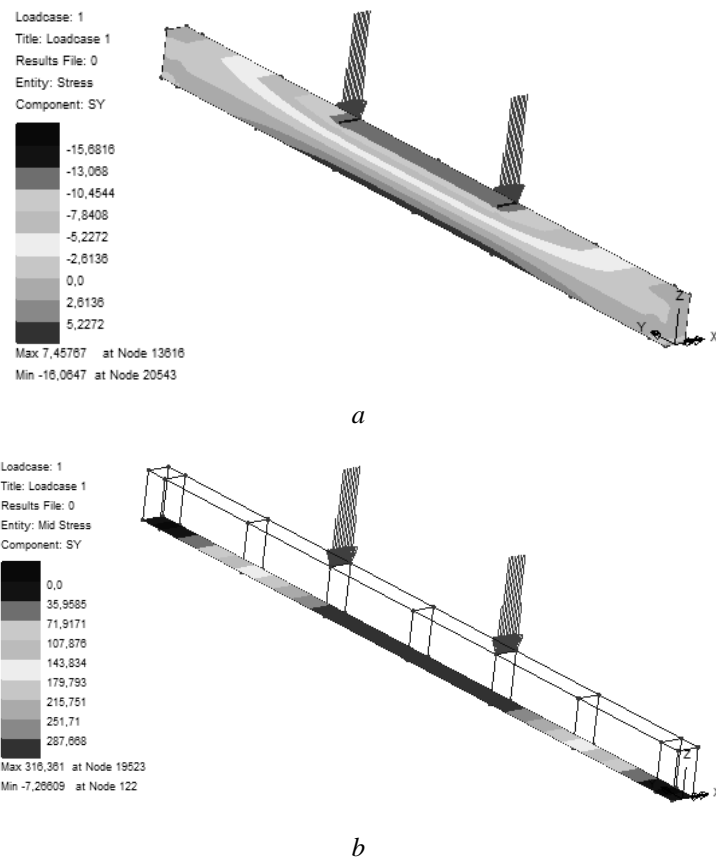 Loadcase: 1
Title: Loadcase 1
Results File: 0
Entity: Stress
Component: SY
-15,6816
-13,068
-10,4544
-7,8408
-5,2272
-2,6136
0,0
2,6136
5,2272
Max 7,45767 at Node 13616
Min -16,0647 at Node 20543
Z
Y
X
a
Loadcase: 1
Title: Loadcase 1
Results File: 0
Entity: Mid Stress
Component: SY
0,0
35,9585
71,9171
107,876
143,834
179,793
215,751
251,71
287,668
Max 316,361 at Node 19523
Min -7,26609 at Node 122
Z
X
b